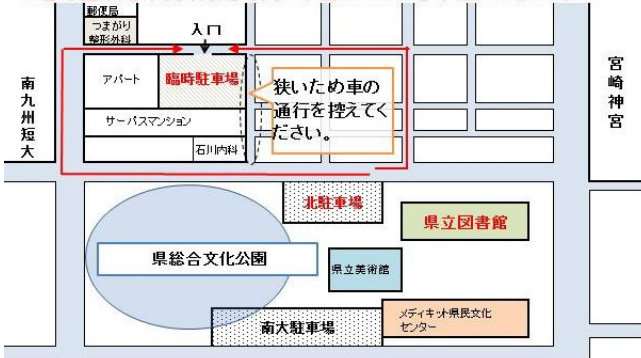 郵便局
つまがり
整形外科
入口
アパート
臨時駐車場
狭いため車の
通行を控えてく
ださい。
サーパスマンション
石川内科
南九州短大
宮崎神宮
北駐車場
県立図書館
県総合文化公園
県立美術館
南大駐車場
メディキット県民文化
センター